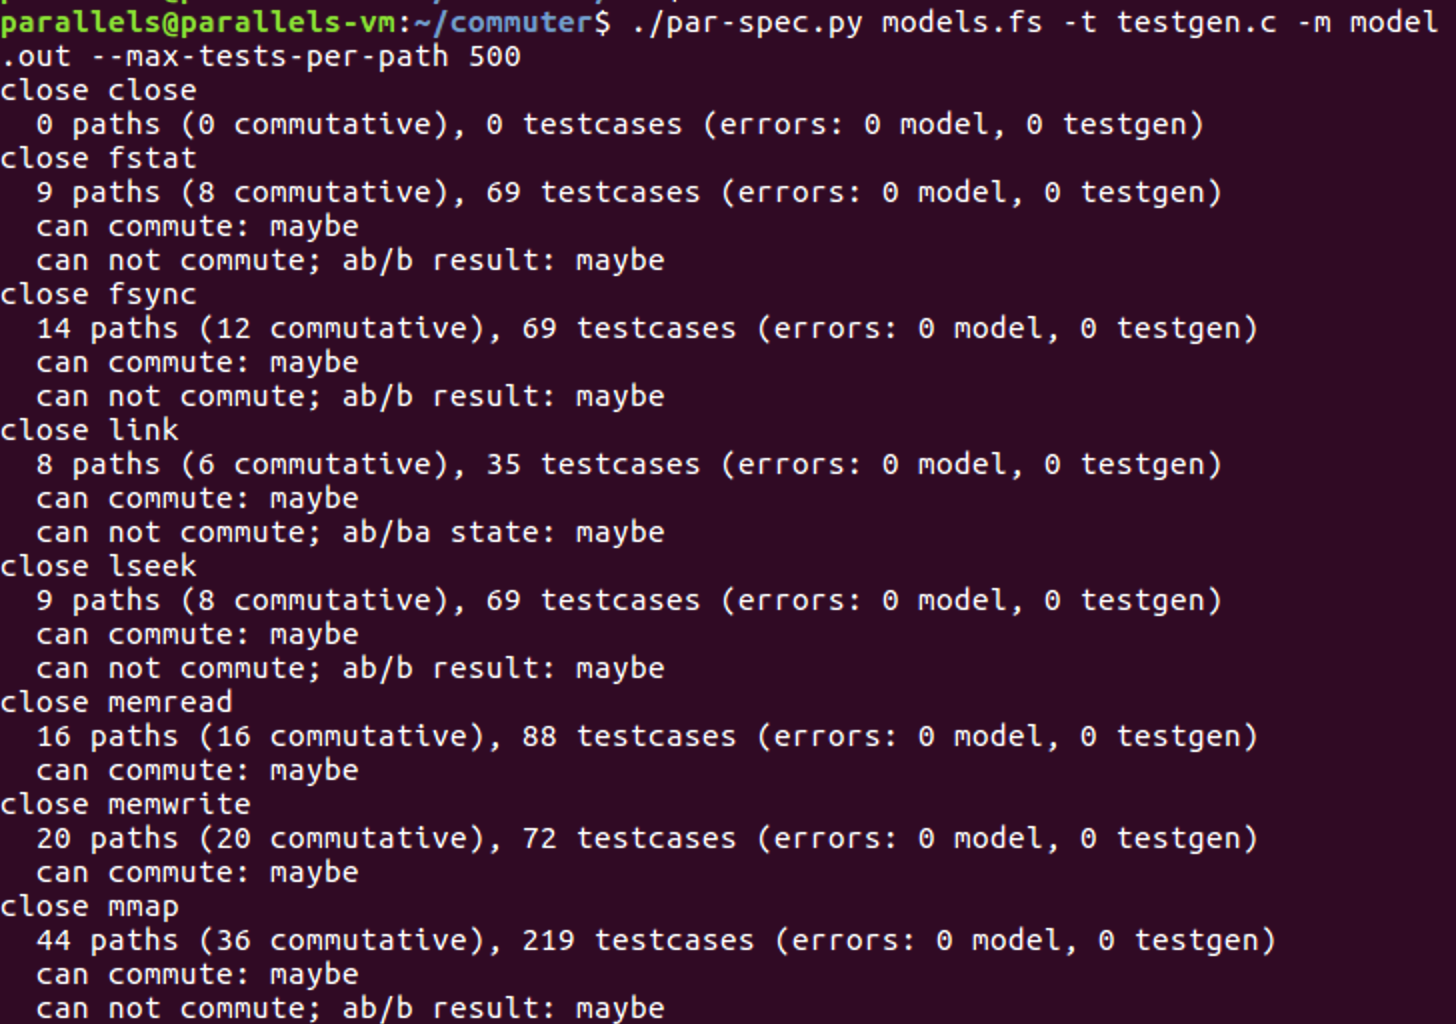 parallels@parallels-vm:~/commuter$ ./par-spec.py models.fs -t testgen.c -m model
.out --max-tests-per-path 500
close close
  0 paths (0 commutative), 0 testcases (errors: 0 model, 0 testgen)
close fstat
  9 paths (8 commutative), 69 testcases (errors: 0 model, 0 testgen)
  can commute: maybe
  can not commute; ab/b result: maybe
close fsync
  14 paths (12 commutative), 69 testcases (errors: 0 model, 0 testgen)
  can commute: maybe
  can not commute; ab/b result: maybe
close link
  8 paths (6 commutative), 35 testcases (errors: 0 model, 0 testgen)
  can commute: maybe
  can not commute; ab/ba state: maybe
close lseek
  9 paths (8 commutative), 69 testcases (errors: 0 model, 0 testgen)
  can commute: maybe
  can not commute; ab/b result: maybe
close memread
  16 paths (16 commutative), 88 testcases (errors: 0 model, 0 testgen)
  can commute: maybe
close memwrite
  20 paths (20 commutative), 72 testcases (errors: 0 model, 0 testgen)
  can commute: maybe
close mmap
  44 paths (36 commutative), 219 testcases (errors: 0 model, 0 testgen)
  can commute: maybe
  can not commute; ab/b result: maybe